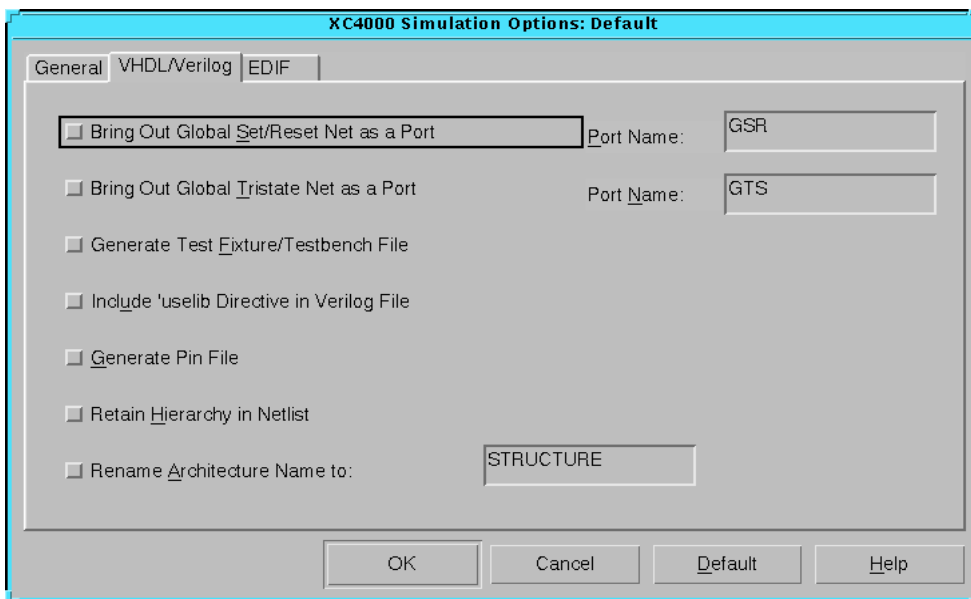 XC4000 Simulation Options: Default
General VHDL/Verilog EDIF
Bring Out Global Set/Reset Net as a Port Port Name: GSR
Bring Out Global Tristate Net as a Port Port Name: GTS
Generate Test Fixture/Testbench File
Include 'uselib Directive in Verilog File
Generate Pin File
Retain Hierarchy in Netlist
Rename Architecture Name to: STRUCTURE
OK Cancel Default Help